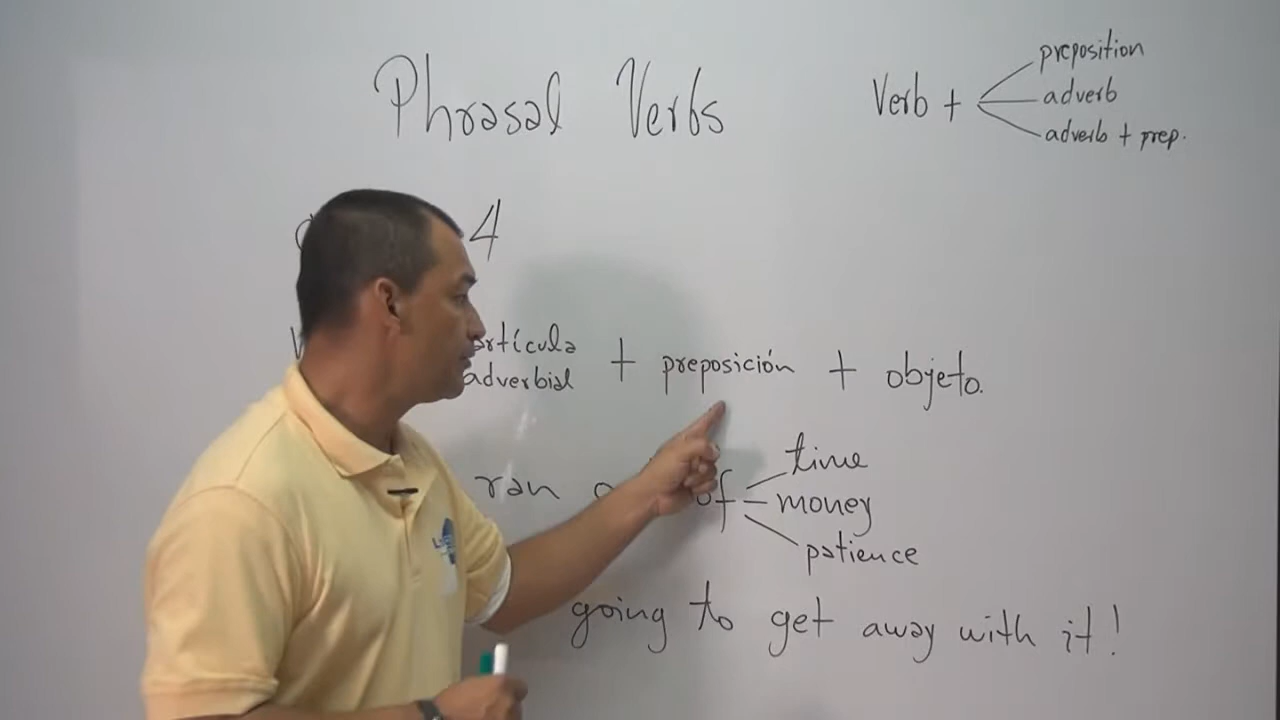 Phrasal Verbs
Verb +
preposition
adverb
adverb + prep.
4
adverbial + preposición + objeto.
ran of
time
money
patience
going to get away with it!